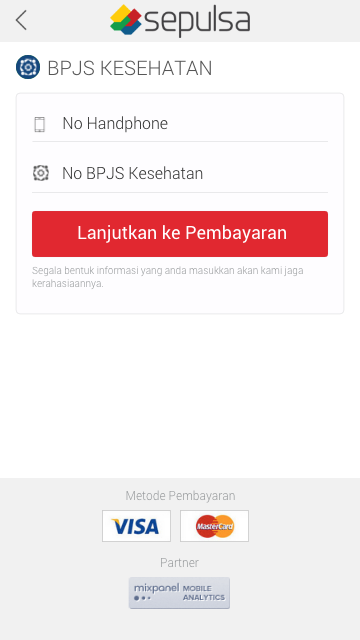 sepulsa
BPJS KESEHATAN
No Handphone
No BPJS Kesehatan
Lanjutkan ke Pembayaran
Segala bentuk informasi yang anda masukkan akan kami jaga
kerahasiaannya.
Metode Pembayaran
VISA
MasterCard
Partner
mixpanel MOBILE
ANALYTICS